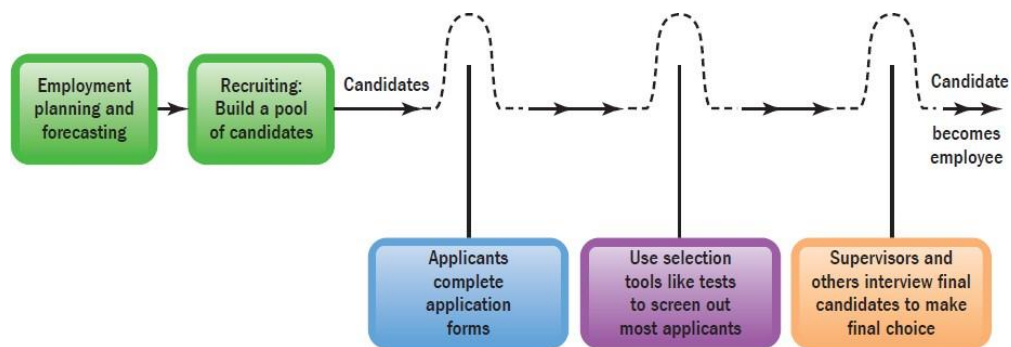 Employment
planning and
forecasting
Recruiting:
Build a pool
of candidates
Candidates
Candidate
becomes
employee
Applicants
complete
application
forms
Use selection
tools like tests
to screen out
most applicants
Supervisors and
others interview final
candidates to make
final choice